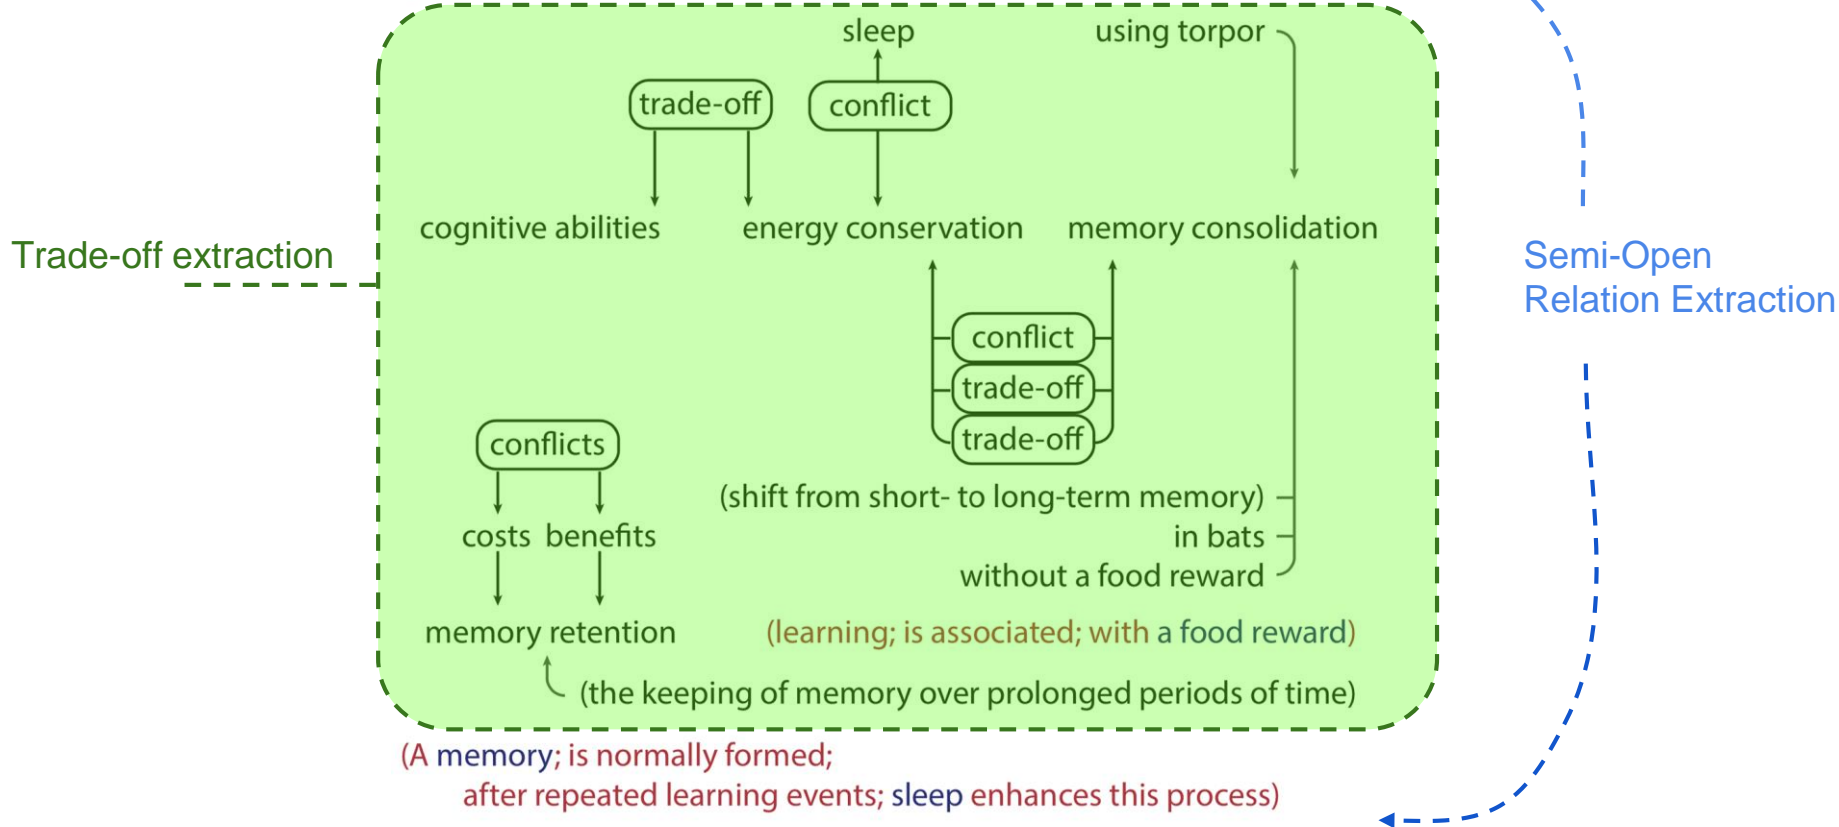 sleep
using torpor
trade-off
conflict
cognitive abilities
energy conservation
memory consolidation
Trade-off extraction
Semi-Open
Relation Extraction
conflict
trade-off
trade-off
conflicts
(shift from short- to long-term memory)
costs
benefits
in bats
without a food reward
memory retention
(learning; is associated; with a food reward)
(the keeping of memory over prolonged periods of time)
(A memory; is normally formed;
after repeated learning events; sleep enhances this process)